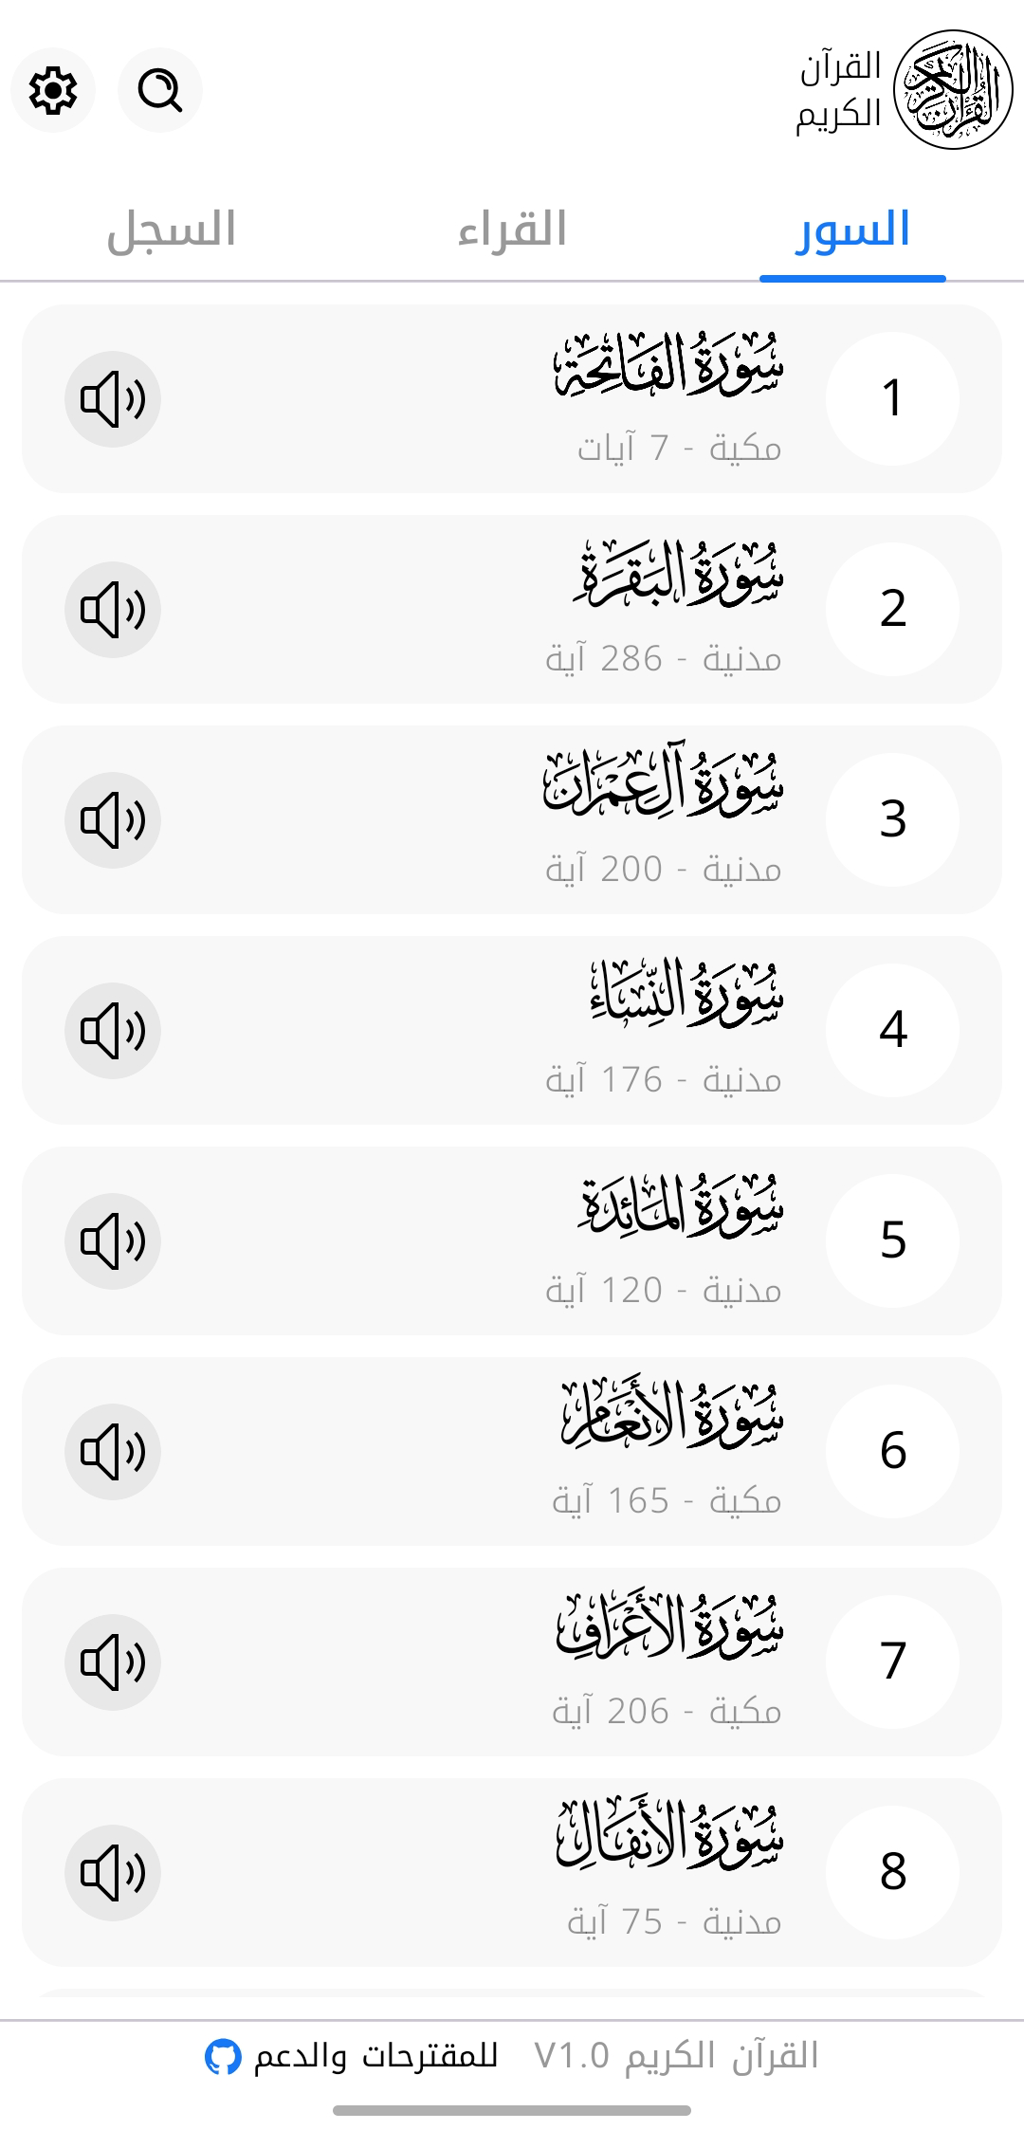 القرآن
الكريم
السور
القراء
السجل
1
سُورَةُ الفَاتِحَةِ
مكية - 7 آيات
2
سُورَةُ البَقَرَةِ
مدنية - 286 آية
3
سُورَةُ آلِ عِمْرَان
مدنية - 200 آية
4
سُورَةُ النِّسَاءِ
مدنية - 176 آية
5
سُورَةُ المَائِدَةِ
مدنية - 120 آية
6
سُورَةُ الأَنْعَامِ
مكية - 165 آية
7
سُورَةُ الأَعْرَافِ
مكية - 206 آية
8
سُورَةُ الأَنفَالِ
مدنية - 75 آية
القرآن الكريم V1.0
للمقترحات والدعم